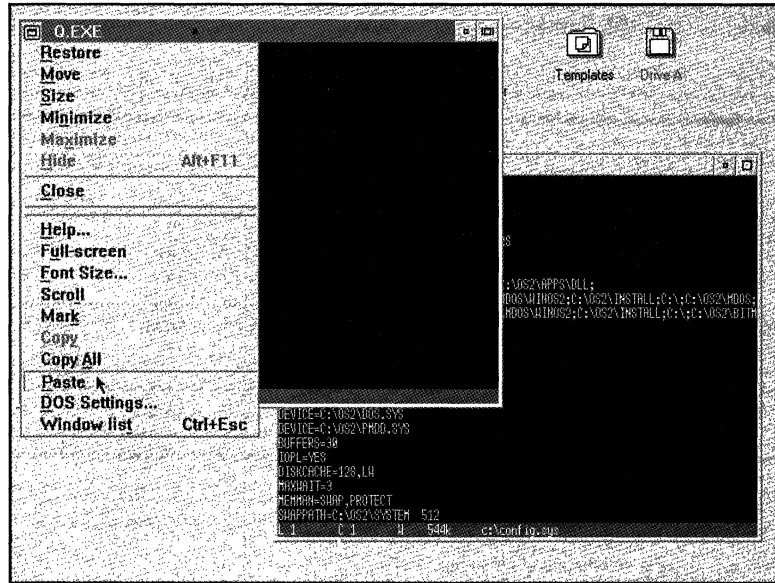 Q.EXE
Restore
Move
Size
Minimize
Maximize
Hide Alt+F11
Close
Help...
Full-screen
Font Size...
Scroll
Mark
Copy
Copy All
Paste
DOS Settings...
Window list Ctrl+Esc
Templates
Drive A
:\OS2\APPS\DLL;
MDOS\WINOS2;C:\OS2\INSTALL;C:\;C:\OS2\MDOS;
MDOS\WINOS2;C:\OS2\INSTALL;C:\;C:\OS2\BITM
DEVICE=C:\OS2\DOS.SYS
DEVICE=C:\OS2\PMDD.SYS
BUFFERS=30
IOPL=YES
DISKCACHE=128,LW
MAXWAIT=3
MEMMAN=SWAP,PROTECT
SWAPPATH=C:\OS2\SYSTEM 512
L 1 C 1 W 544k c:\config.sys